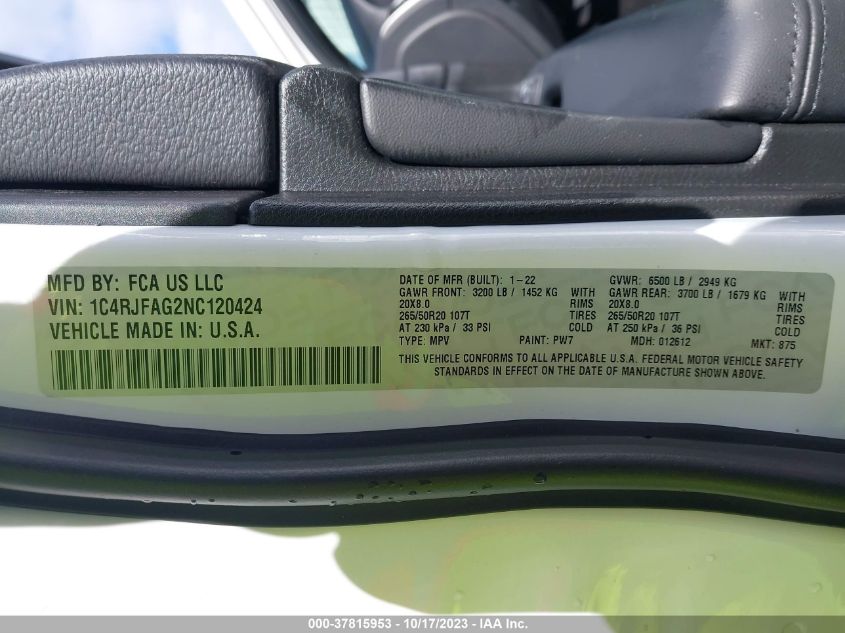 MFD BY: FCA US LLC
VIN: 1C4RJFAG2NC120424
VEHICLE MADE IN: U.S.A.
DATE OF MFR (BUILT): 1-22 GVWR: 6500 LB / 2949 KG
GAWR FRONT: 3200 LB / 1452 KG WITH GAWR REAR: 3700 LB / 1679 KG WITH
20X8.0 RIMS 20X8.0 RIMS
265/50R20 107T TIRES 265/50R20 107T TIRES
AT 230 kPa / 33 PSI COLD AT 250 kPa / 36 PSI COLD
TYPE: MPV PAINT: PW7 MDH: 012612 MKT: 875
THIS VEHICLE CONFORMS TO ALL APPLICABLE U.S.A. FEDERAL MOTOR VEHICLE SAFETY
STANDARDS IN EFFECT ON THE DATE OF MANUFACTURE SHOWN ABOVE.
000-37815953 - 10/17/2023 - IAA Inc.